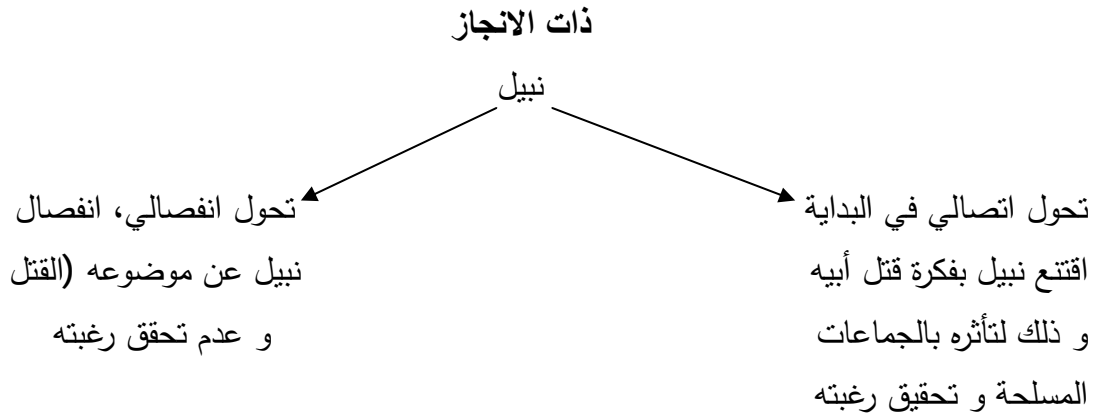 ذات الانجاز
نبيل
تحول اتصالي في البداية
اقتنع نبيل بفكرة قتل أبيه
و ذلك لتأثره بالجماعات
المسلحة و تحقيق رغبته
تحول انفصالي، انفصال
نبيل عن موضوعه (القتل
و عدم تحقق رغبته